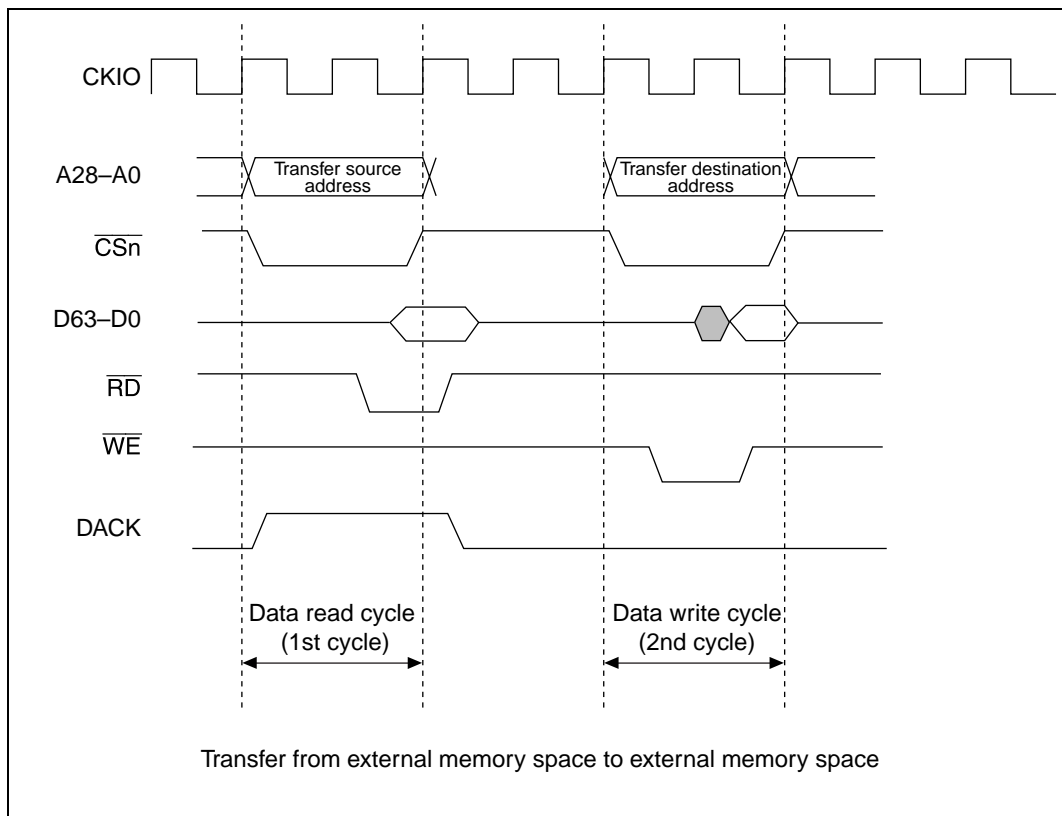 CKIO
A28–A0
Transfer source
address
Transfer destination
address
CSn
D63–D0
RD
WE
DACK
Data read cycle
(1st cycle)
Data write cycle
(2nd cycle)
Transfer from external memory space to external memory space